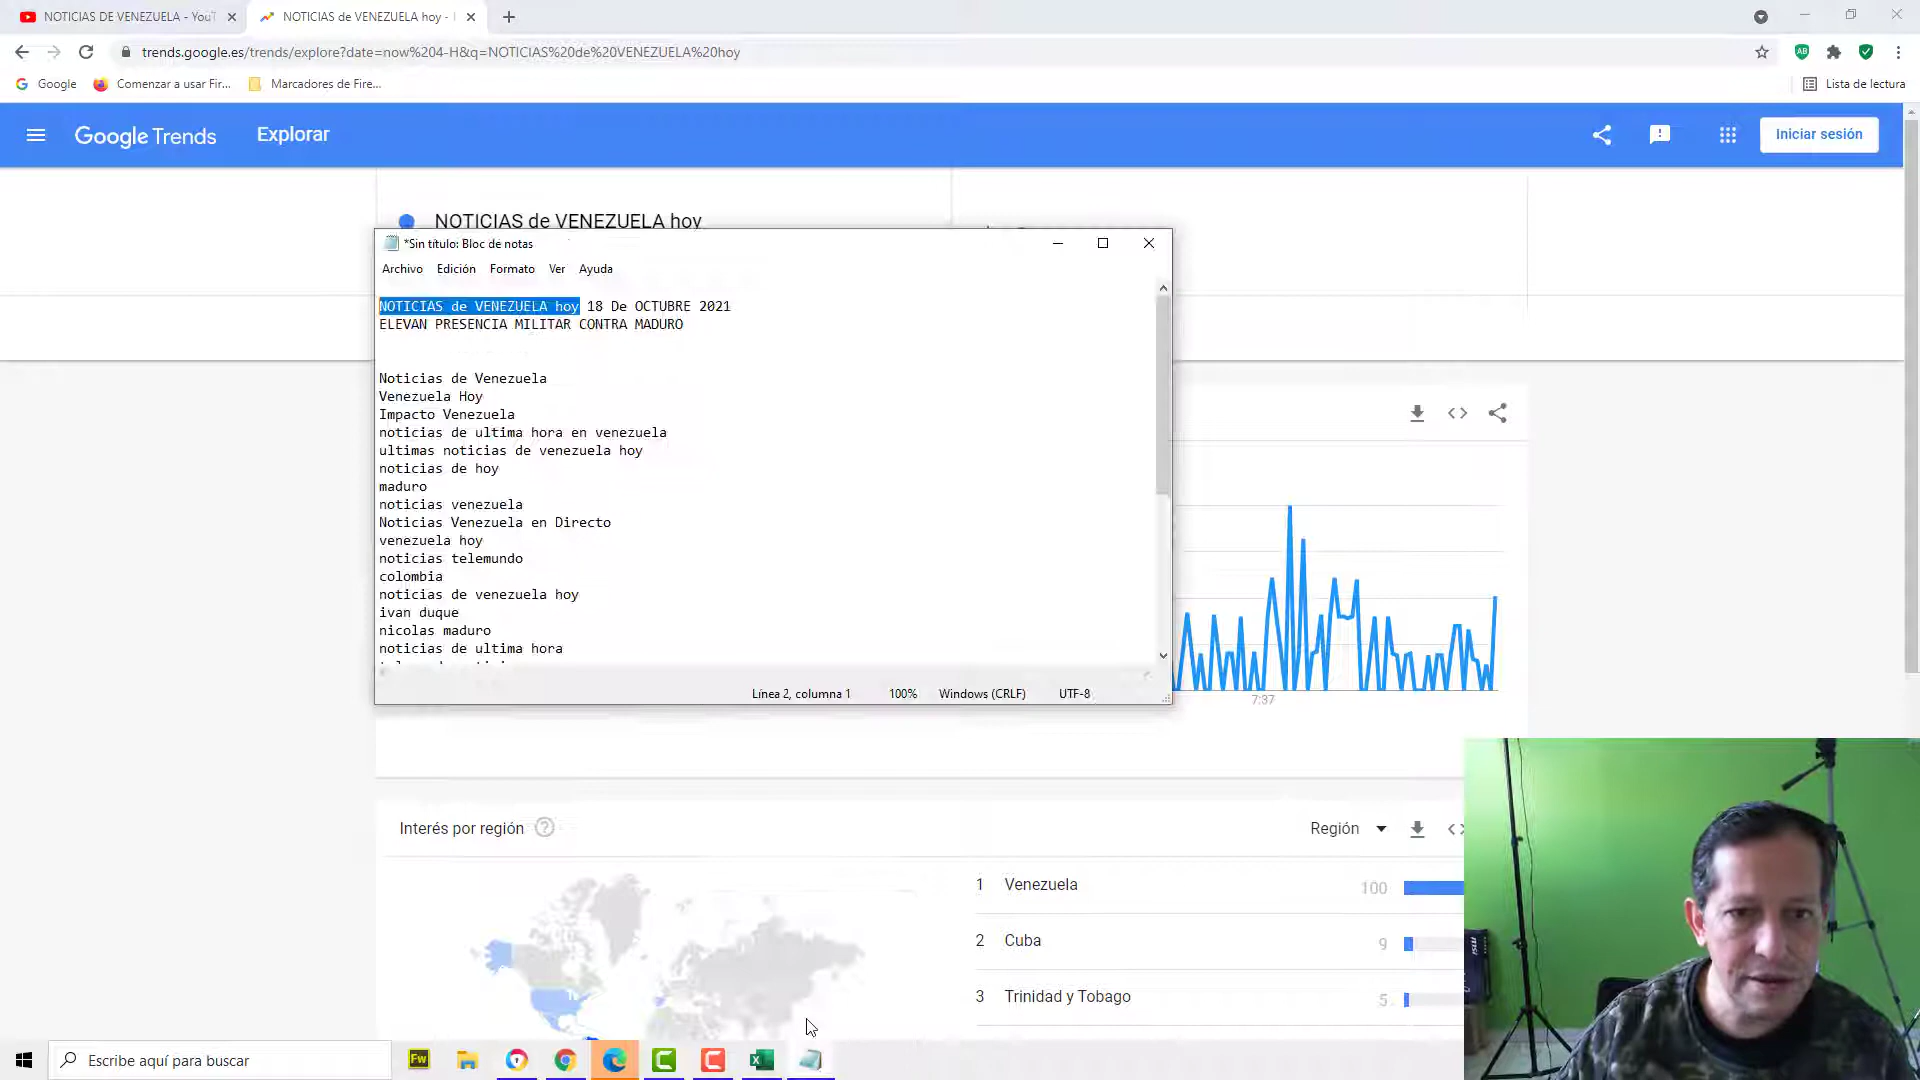 NOTICIAS DE VENEZUELA - YouT
NOTICIAS de VENEZUELA hoy -
trends.google.es/trends/explore?date=now%204-H&q=NOTICIAS%20de%20VENEZUELA%20hoy
Google
Comenzar a usar Fir...
Marcadores de Fire...
Lista de lectura
Google Trends
Explorar
Iniciar sesión
NOTICIAS de VENEZUELA hoy
*Sin título: Bloc de notas
Archivo Edición Formato Ver Ayuda
NOTICIAS de VENEZUELA hoy 18 De OCTUBRE 2021
ELEVAN PRESENCIA MILITAR CONTRA MADURO
Noticias de Venezuela
Venezuela Hoy
Impacto Venezuela
noticias de ultima hora en venezuela
ultimas noticias de venezuela hoy
noticias de hoy
maduro
noticias venezuela
Noticias Venezuela en Directo
venezuela hoy
noticias telemundo
colombia
noticias de venezuela hoy
ivan duque
nicolas maduro
noticias de ultima hora
Línea 2, columna 1 100% Windows (CRLF) UTF-8
7:37
Interés por región
Región
1 Venezuela 100
2 Cuba 9
3 Trinidad y Tobago 5
Escribe aquí para buscar
Fw
msi